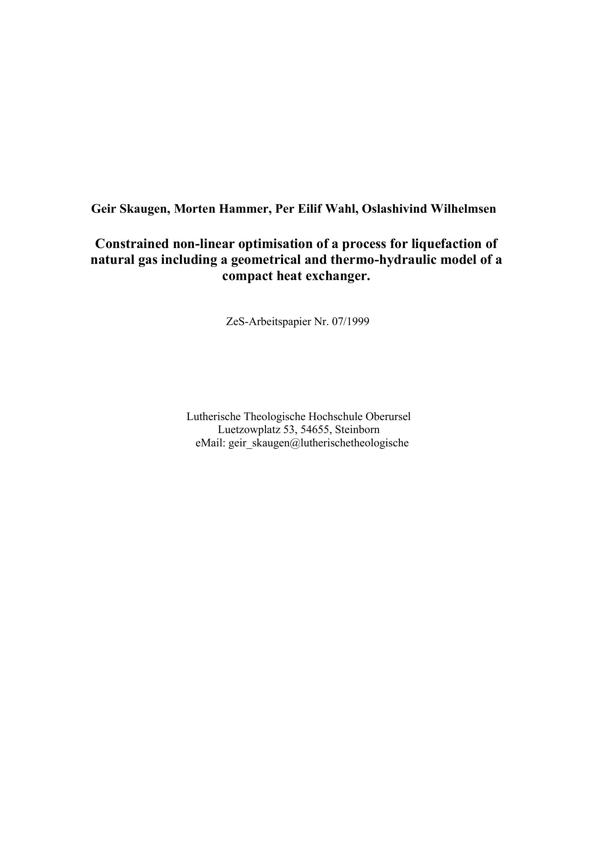 Geir Skaugen, Morten Hammer, Per Eilif Wahl, Oslashivind Wilhelmsen
Constrained non-linear optimisation of a process for liquefaction of
natural gas including a geometrical and thermo-hydraulic model of a
compact heat exchanger.
ZeS-Arbeitspapier Nr. 07/1999
Lutherische Theologische Hochschule Oberursel
Luetzowplatz 53, 54655, Steinborn
eMail: geir_skaugen@lutherischetheologische